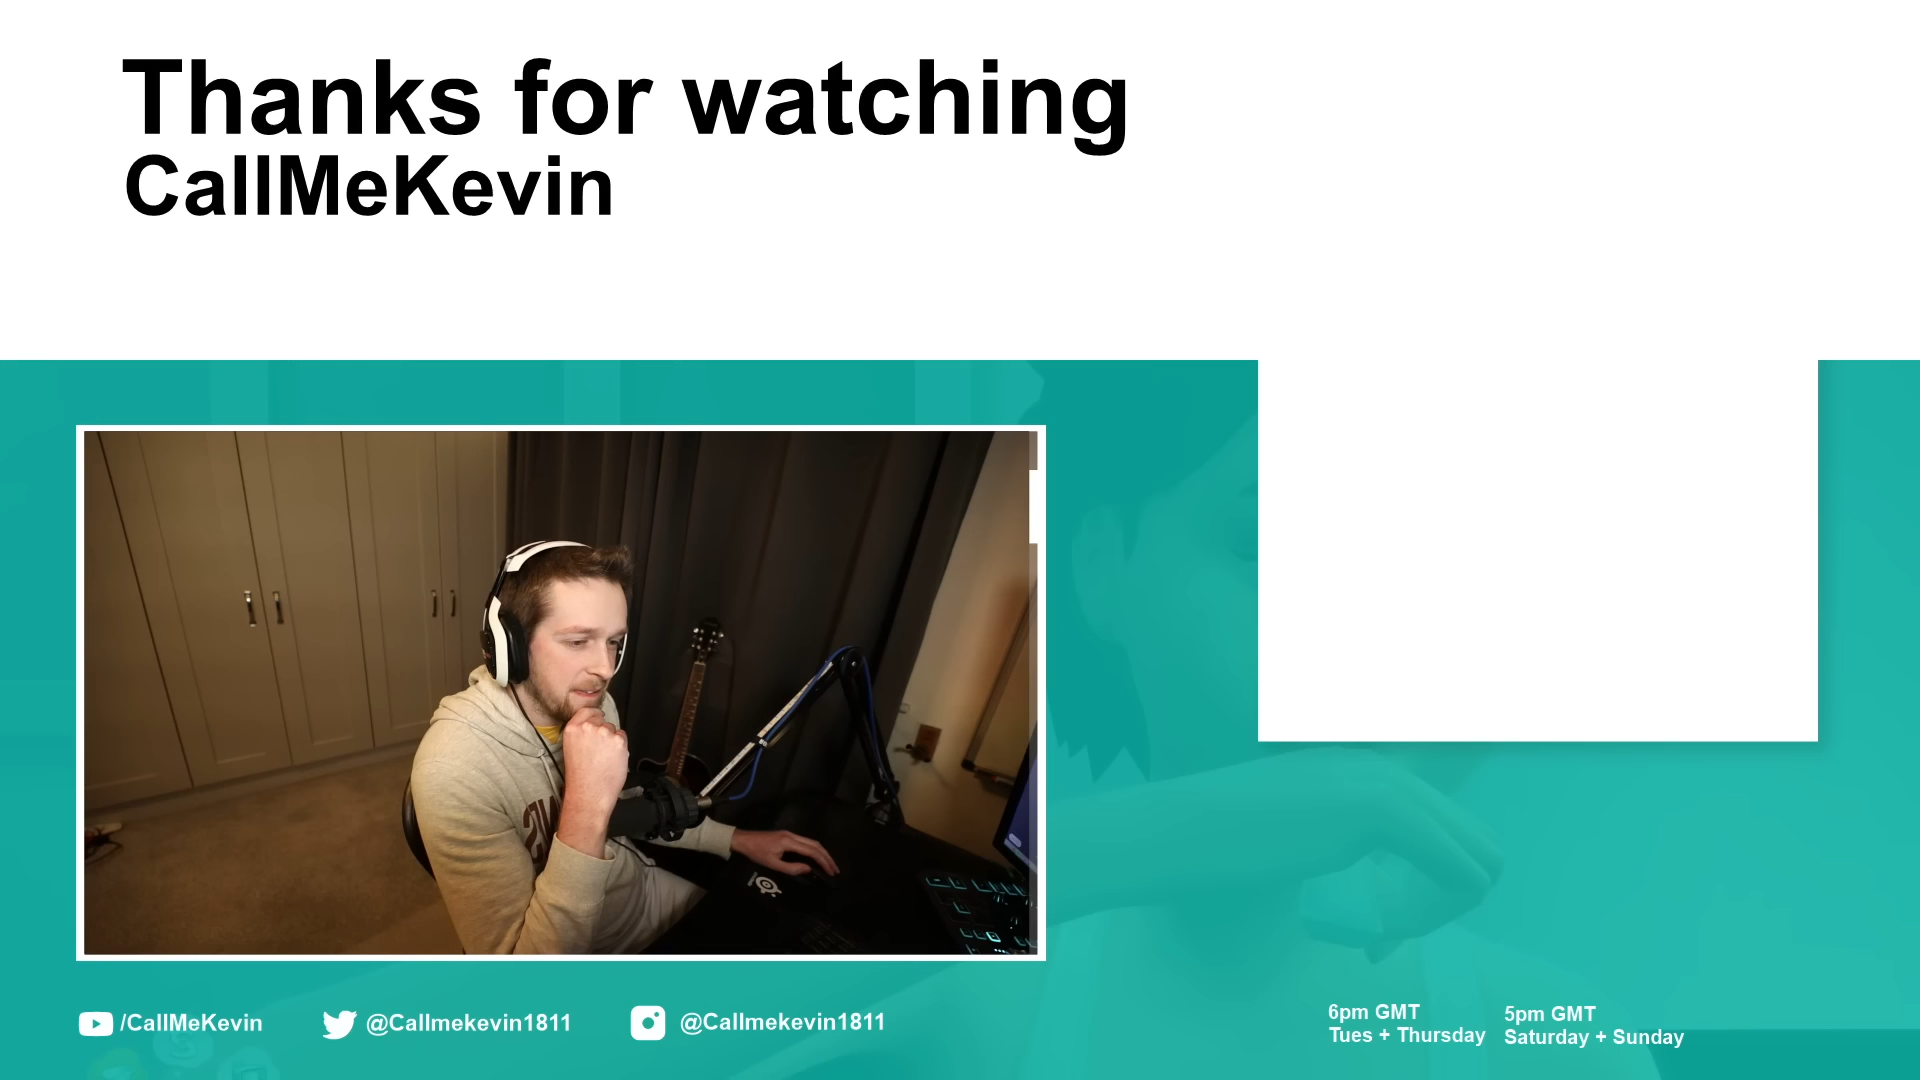 Thanks for watching
CallMeKevin
/CallMeKevin
@Callmekevin1811
@Callmekevin1811
6pm GMT
Tues + Thursday
5pm GMT
Saturday + Sunday